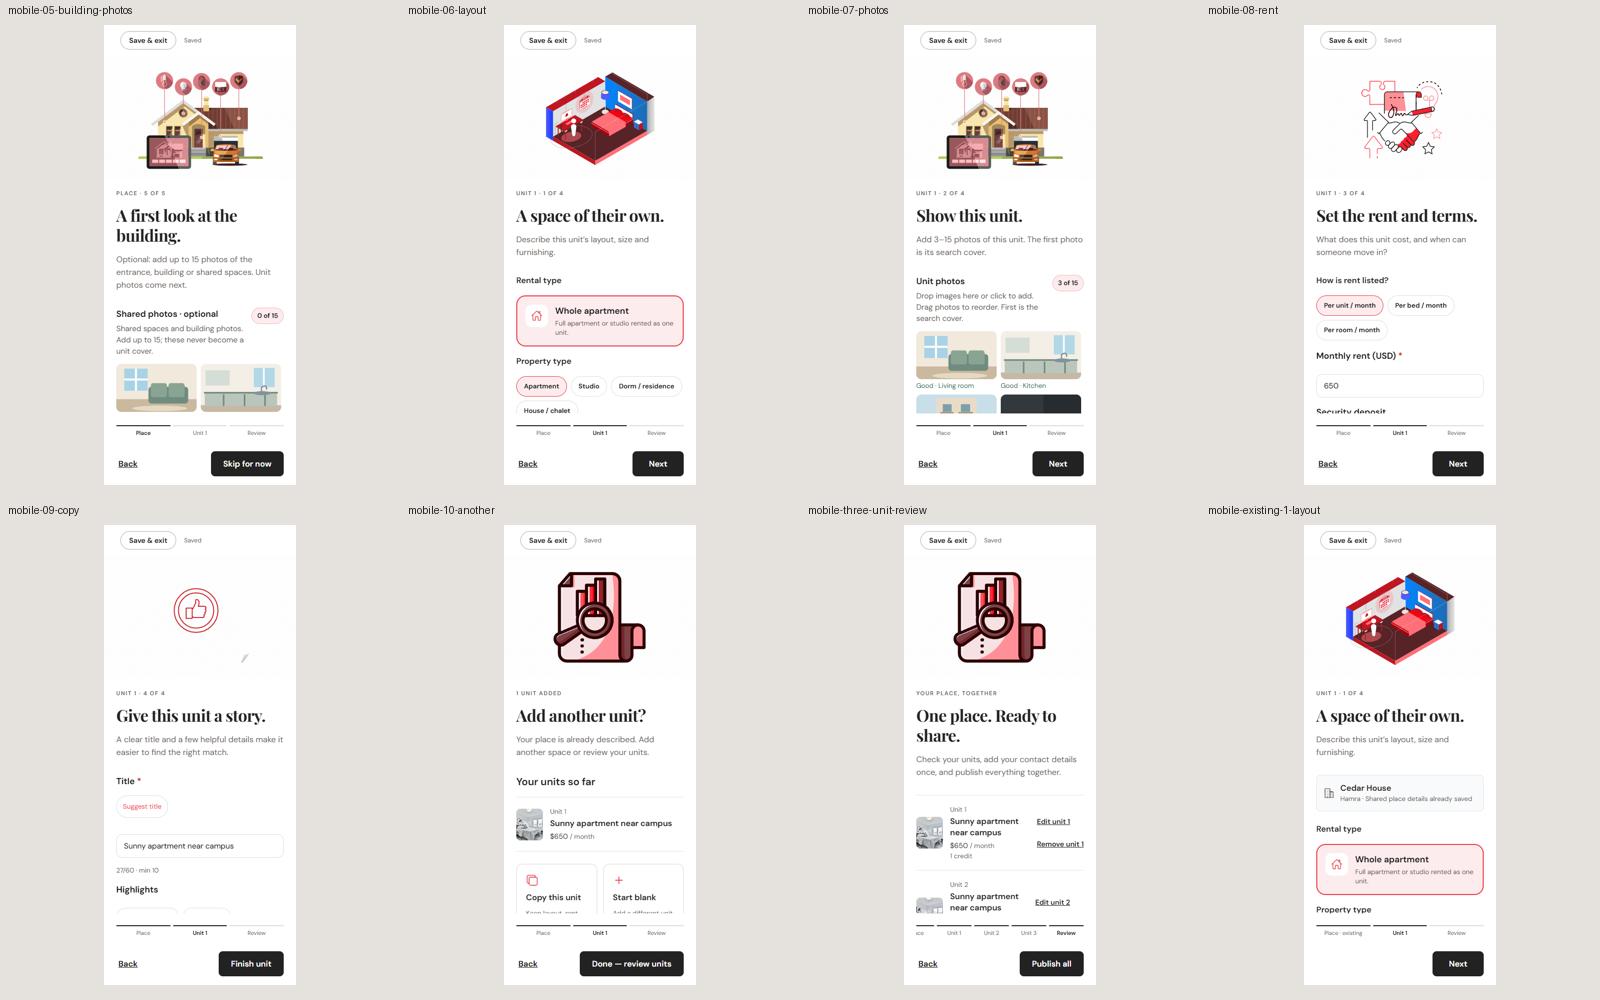 mobile-05-building-photos
Save & exit
Saved
PLACE · 5 OF 5
A first look at the
building.
Optional: add up to 15 photos of the
entrance, building or shared spaces. Unit
photos come next.
Shared photos · optional
0 of 15
Shared spaces and building photos.
Add up to 15; these never become a
unit cover.
Place
Unit 1
Review
Back
Skip for now
mobile-06-layout
Save & exit
Saved
UNIT 1 · 1 OF 4
A space of their own.
Describe this unit's layout, size and
furnishing.
Rental type
Whole apartment
Full apartment or studio rented as one
unit.
Property type
Apartment
Studio
Dorm / residence
House / chalet
Place
Unit 1
Review
Back
Next
mobile-07-photos
Save & exit
Saved
UNIT 1 · 2 OF 4
Show this unit.
Add 3–15 photos of this unit. The first photo
is its search cover.
Unit photos
3 of 15
Drop images here or click to add.
Drag photos to reorder. First is the
search cover.
Good · Living room
Good · Kitchen
Place
Unit 1
Review
Back
Next
mobile-08-rent
Save & exit
Saved
UNIT 1 · 3 OF 4
Set the rent and terms.
What does this unit cost, and when can
someone move in?
How is rent listed?
Per unit / month
Per bed / month
Per room / month
Monthly rent (USD) *
650
Security deposit
Place
Unit 1
Review
Back
Next
mobile-09-copy
Save & exit
Saved
UNIT 1 · 4 OF 4
Give this unit a story.
A clear title and a few helpful details make it
easier to find the right match.
Title *
Suggest title
Sunny apartment near campus
27/60 · min 10
Highlights
Place
Unit 1
Review
Back
Finish unit
mobile-10-another
Save & exit
Saved
1 UNIT ADDED
Add another unit?
Your place is already described. Add
another space or review your units.
Your units so far
Unit 1
Sunny apartment near campus
$650 / month
Copy this unit
Start blank
Keep layout, rent
Add a different unit
Place
Unit 1
Review
Back
Done — review units
mobile-three-unit-review
Save & exit
Saved
YOUR PLACE, TOGETHER
One place. Ready to
share.
Check your units, add your contact details
once, and publish everything together.
Unit 1
Sunny apartment
near campus
$650 / month
1 credit
Edit unit 1
Remove unit 1
Unit 2
Sunny apartment
near campus
Edit unit 2
ace
Unit 1
Unit 2
Unit 3
Review
Back
Publish all
mobile-existing-1-layout
Save & exit
Saved
UNIT 1 · 1 OF 4
A space of their own.
Describe this unit's layout, size and
furnishing.
Cedar House
Hamra · Shared place details already saved
Rental type
Whole apartment
Full apartment or studio rented as one
unit.
Property type
Place · existing
Unit 1
Review
Next